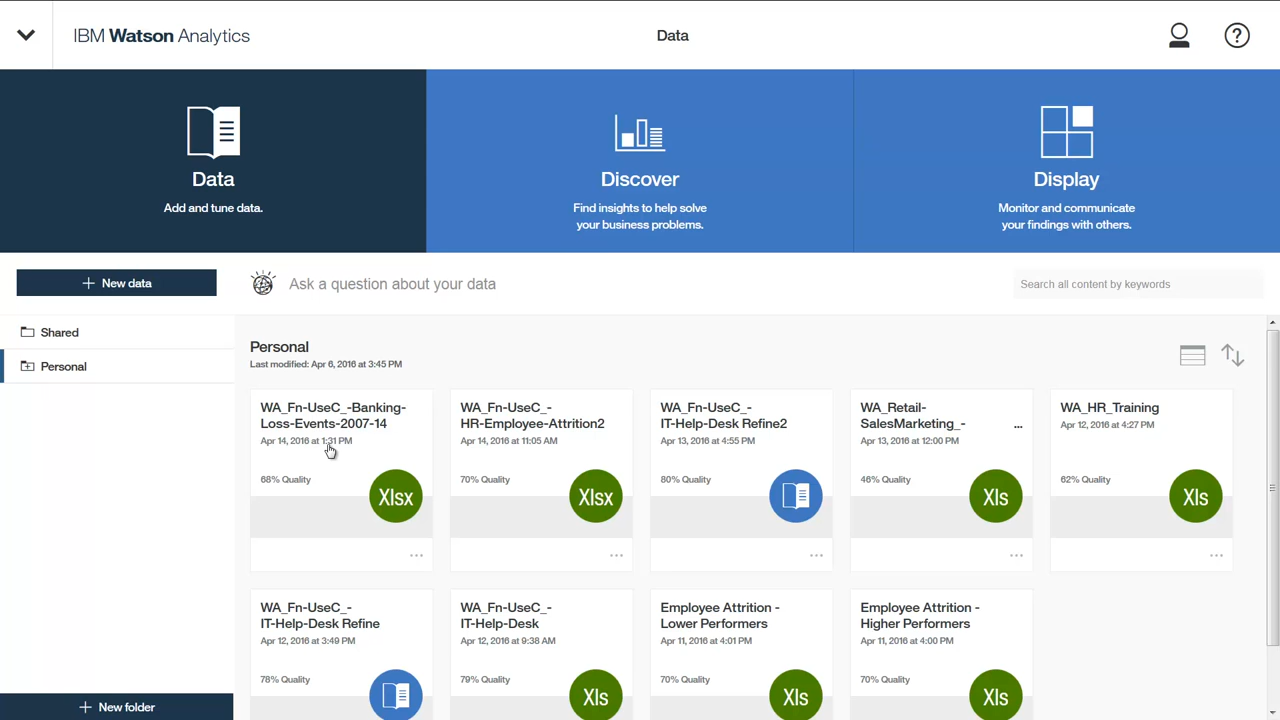 IBM Watson Analytics
Data
?
Data
Add and tune data.
Discover
Find insights to help solve
your business problems.
Display
Monitor and communicate
your findings with others.
+ New data
Ask a question about your data
Search all content by keywords
Shared
Personal
Personal
Last modified: Apr 6, 2016 at 3:45 PM
WA_Fn-UseC_-Banking-
Loss-Events-2007-14
Apr 14, 2016 at 1:31 PM
68% Quality
Xlsx
...
WA_Fn-UseC_-
HR-Employee-Attrition2
Apr 14, 2016 at 11:05 AM
70% Quality
Xlsx
...
WA_Fn-UseC_-
IT-Help-Desk Refine2
Apr 13, 2016 at 4:55 PM
80% Quality
...
WA_Retail-
SalesMarketing_- ...
Apr 13, 2016 at 12:00 PM
46% Quality
Xls
...
WA_HR_Training
Apr 12, 2016 at 4:27 PM
62% Quality
Xls
...
WA_Fn-UseC_-
IT-Help-Desk Refine
Apr 12, 2016 at 3:49 PM
78% Quality
WA_Fn-UseC_-
IT-Help-Desk
Apr 12, 2016 at 9:38 AM
79% Quality
Xls
Employee Attrition -
Lower Performers
Apr 11, 2016 at 4:01 PM
70% Quality
Xls
Employee Attrition -
Higher Performers
Apr 11, 2016 at 4:00 PM
70% Quality
Xls
+ New folder